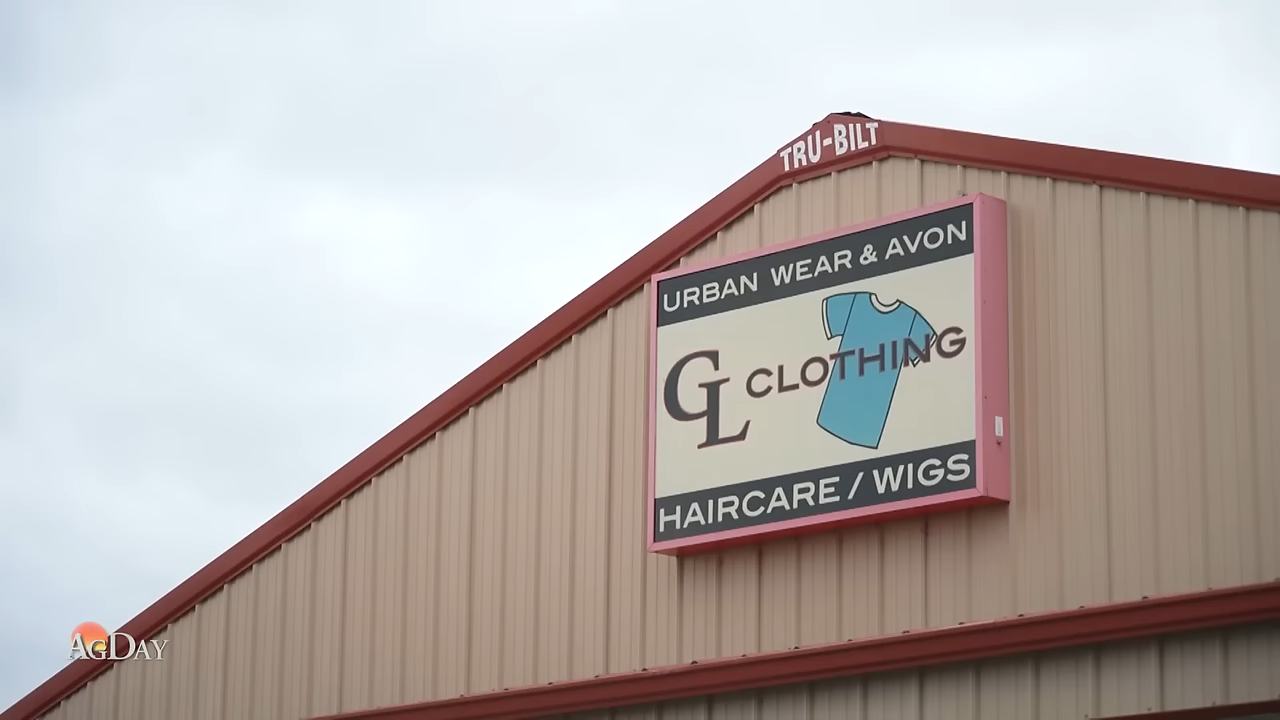 TRU-BILT
URBAN WEAR & AVON
GL CLOTHING
HAIRCARE / WIGS
AGDAY